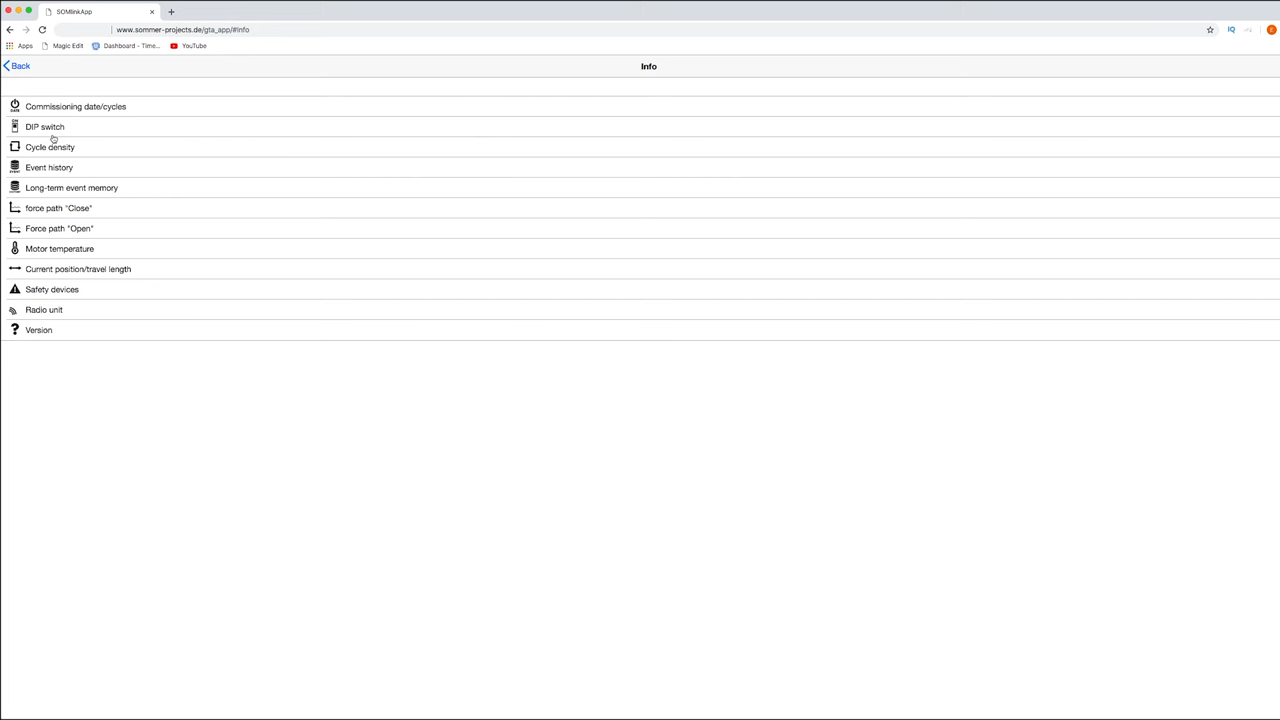 SOMlinkApp
www.sommer-projects.de/gta_app/#Info
Apps Magic Edit Dashboard - Time... YouTube
Back Info
Commissioning date/cycles
DIP switch
Cycle density
Event history
Long-term event memory
force path "Close"
Force path "Open"
Motor temperature
Current position/travel length
Safety devices
Radio unit
Version